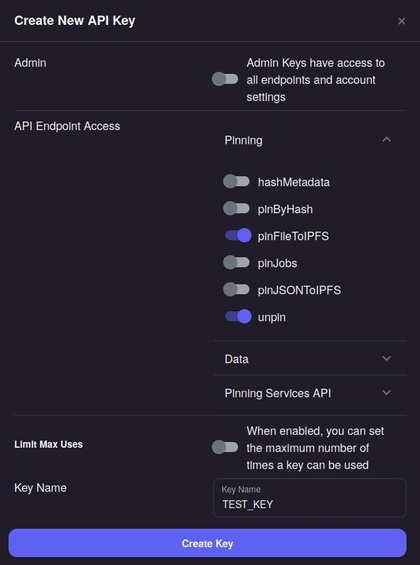 Create New API Key
Admin
Admin Keys have access to
all endpoints and account
settings
API Endpoint Access
Pinning
hashMetadata
pinByHash
pinFileToIPFS
pinJobs
pinJSONToIPFS
unpin
Data
Pinning Services API
Limit Max Uses
When enabled, you can set
the maximum number of
times a key can be used
Key Name
Key Name
TEST_KEY
Create Key